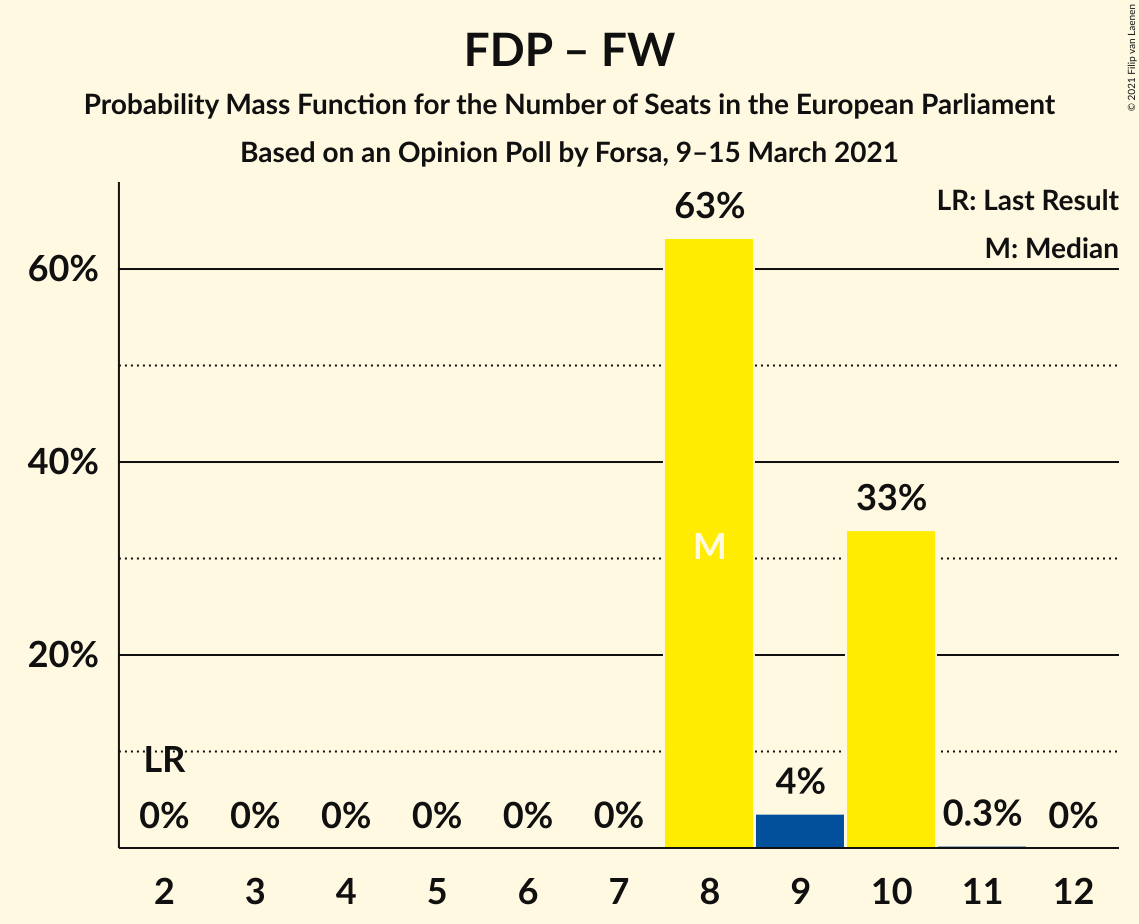 FDP – FW
Probability Mass Function for the Number of Seats in the European Parliament
Based on an Opinion Poll by Forsa, 9–15 March 2021
© 2021 Filip van Laenen
LR: Last Result
M: Median
63%
60%
M
40%
33%
20%
LR
0% 0% 0% 0% 0% 0% 4% 0.3% 0%
2 3 4 5 6 7 8 9 10 11 12